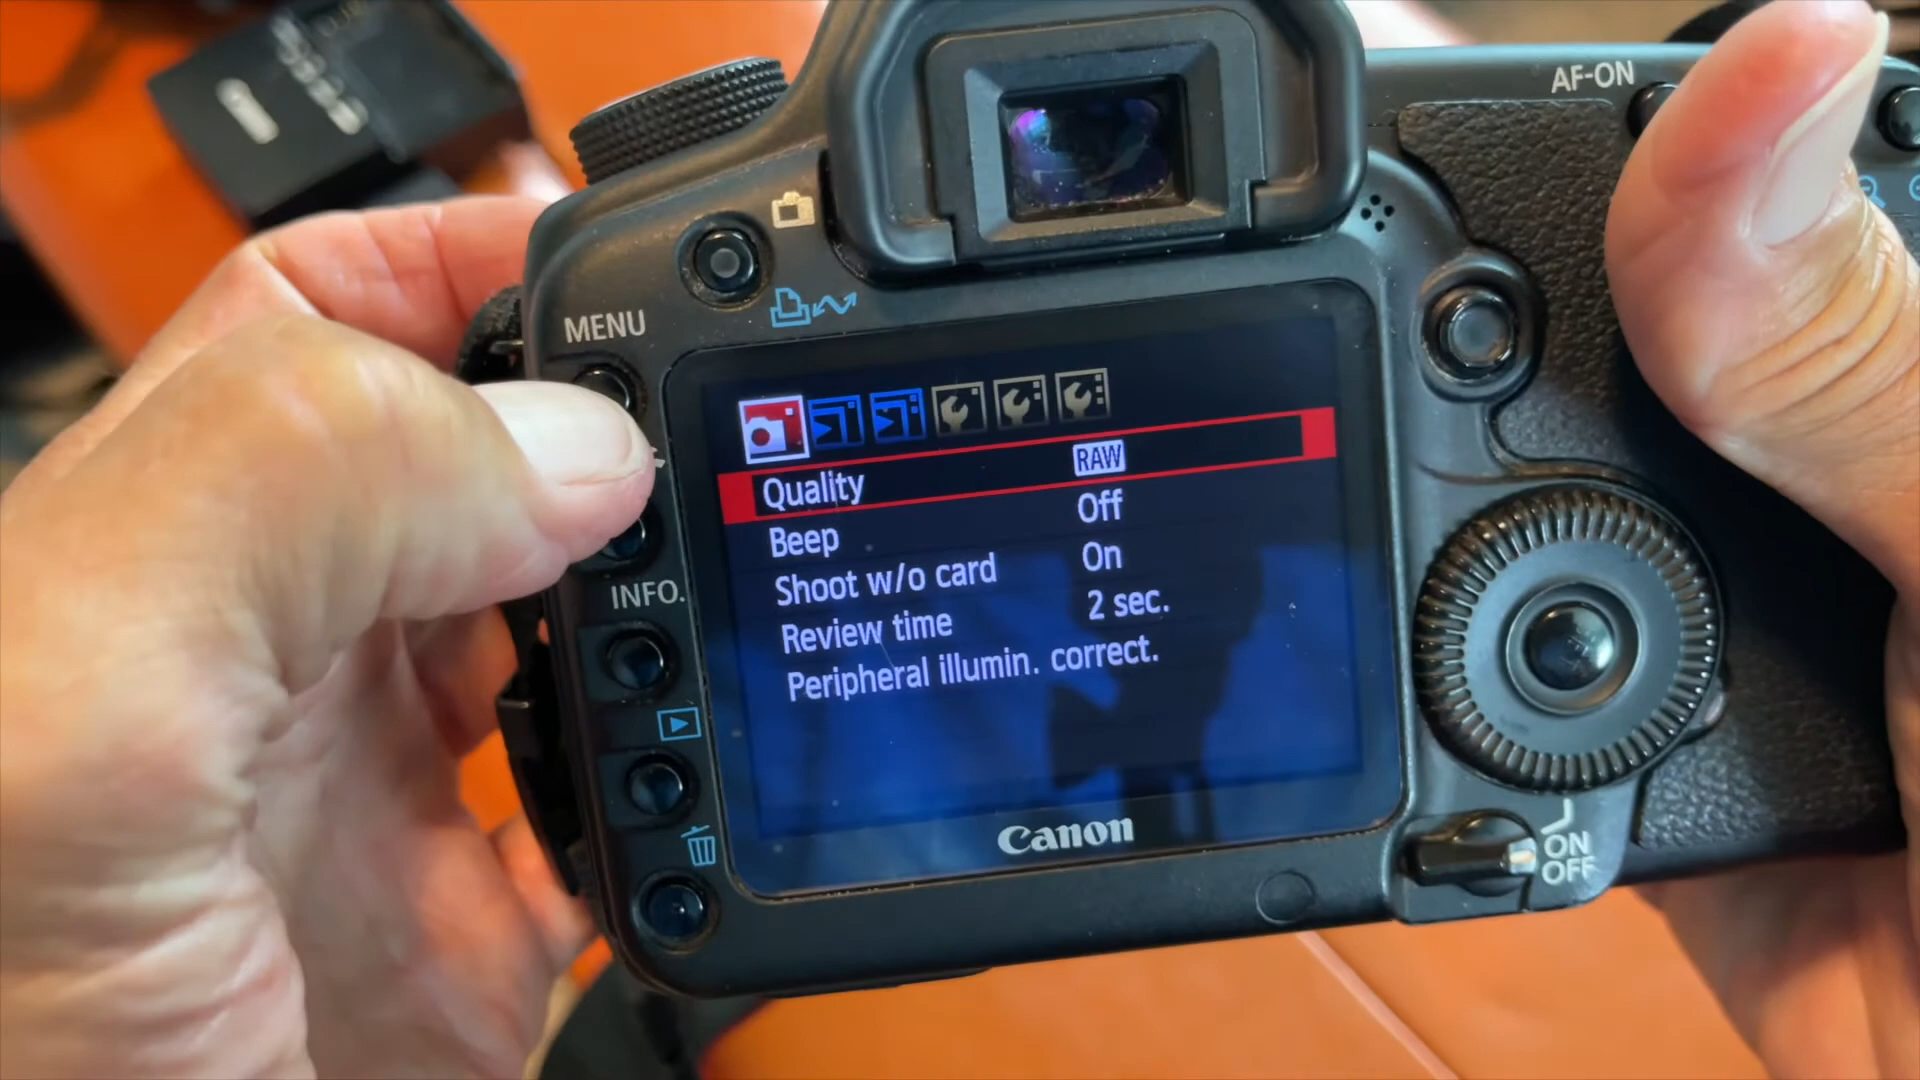 AF-ON
MENU
Quality RAW
Beep Off
Shoot w/o card On
Review time 2 sec.
Peripheral illumin. correct.
INFO.
Canon
ON
OFF